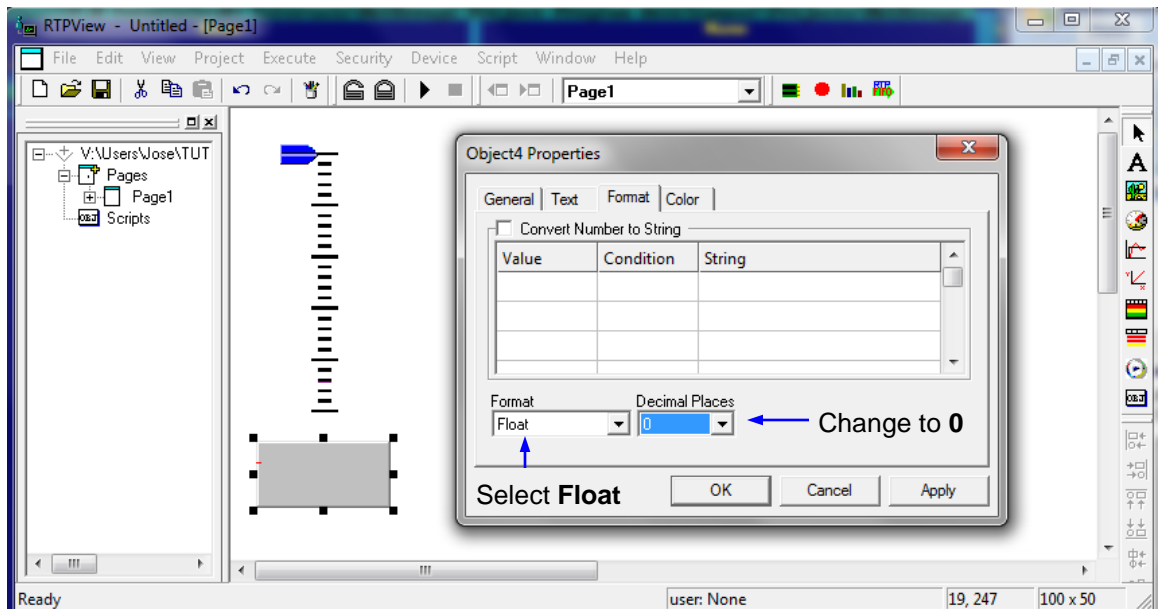 RTPView - Untitled - [Page1]
File Edit View Project Execute Security Device Script Window Help
Page1
V:\Users\Jose\TUT
Pages
Page1
Scripts
Object4 Properties
General Text Format Color
Convert Number to String
Value Condition String
Format Decimal Places
Float 0
Change to 0
Select Float
OK Cancel Apply
Ready user: None 19, 247 100 x 50